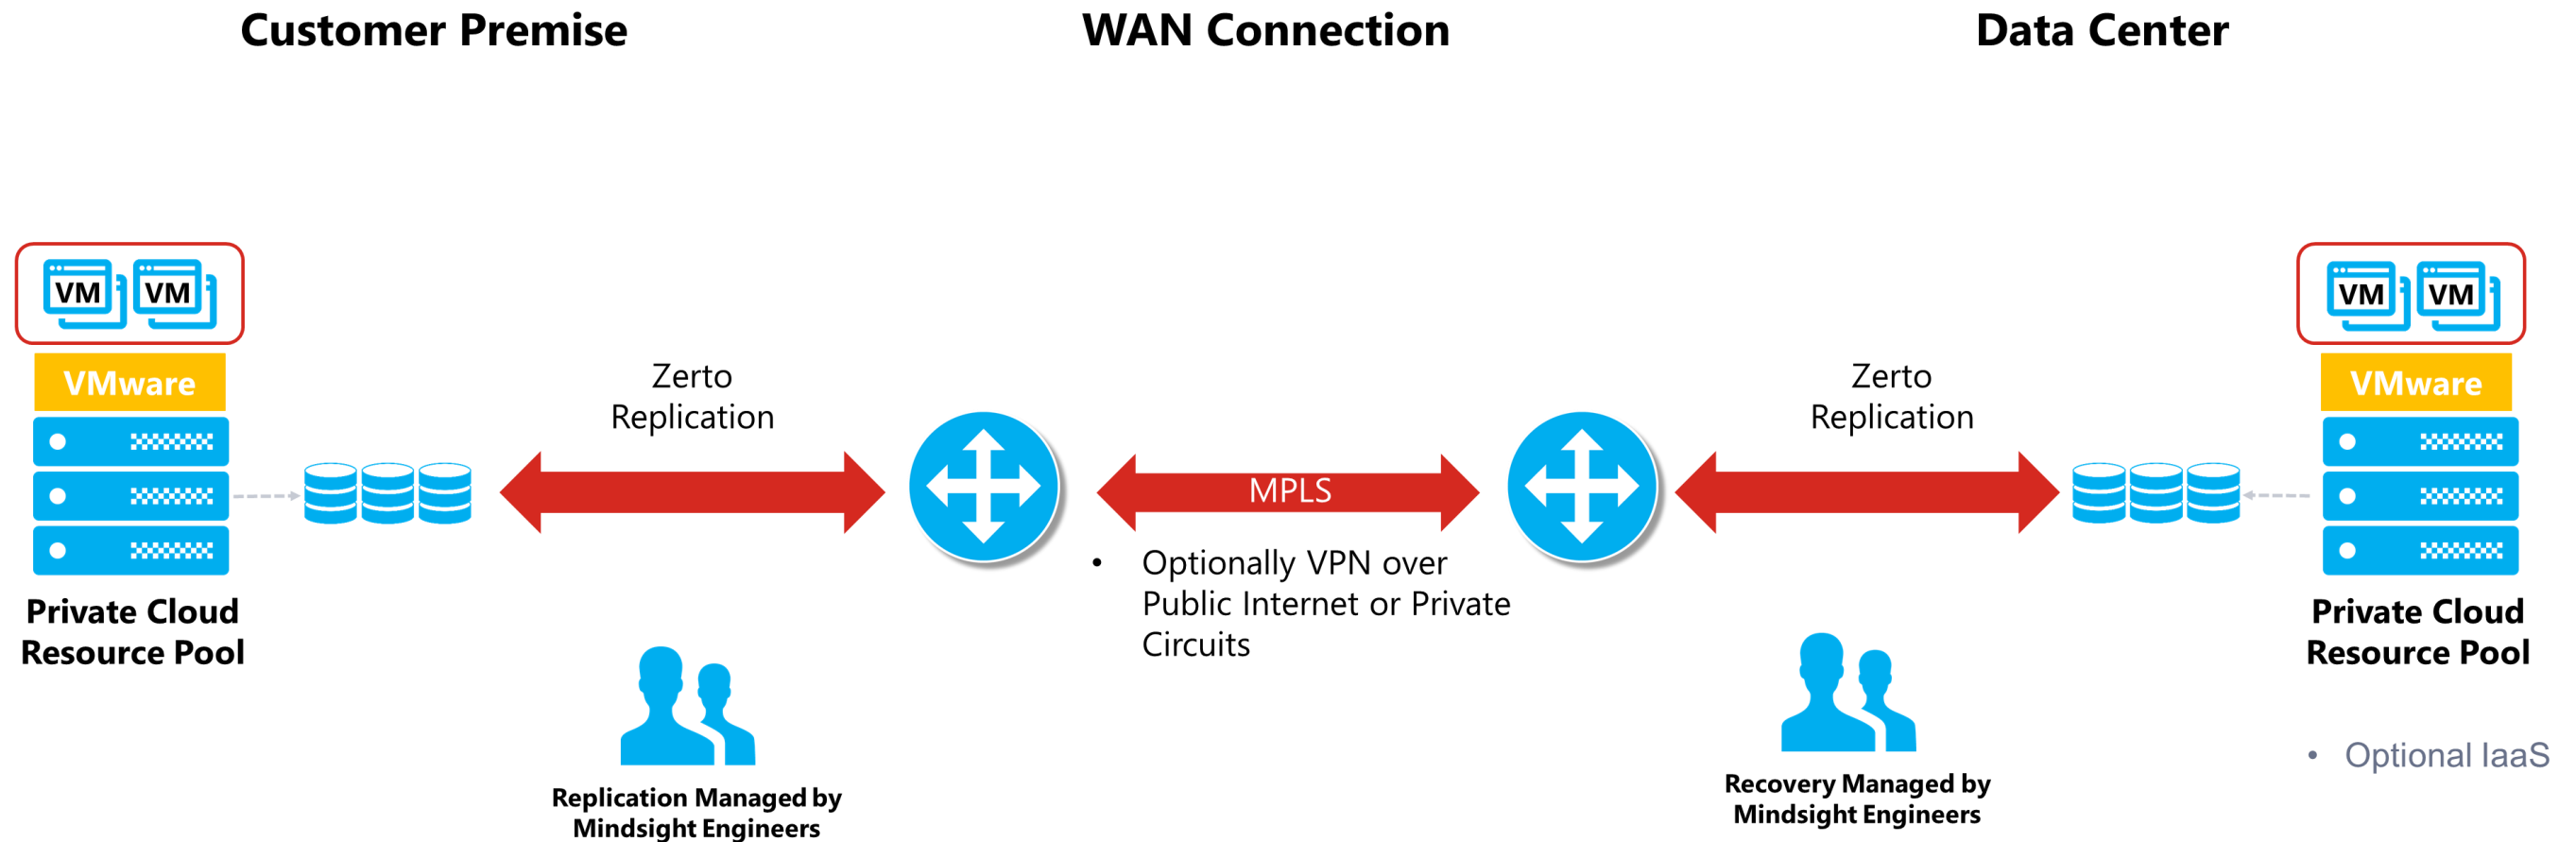 Customer Premise
WAN Connection
Data Center
VM VM
VMware
Private Cloud
Resource Pool
Zerto
Replication
Replication Managed by
Mindsight Engineers
MPLS
• Optionally VPN over
Public Internet or Private
Circuits
Zerto
Replication
Recovery Managed by
Mindsight Engineers
VM VM
VMware
Private Cloud
Resource Pool
• Optional IaaS